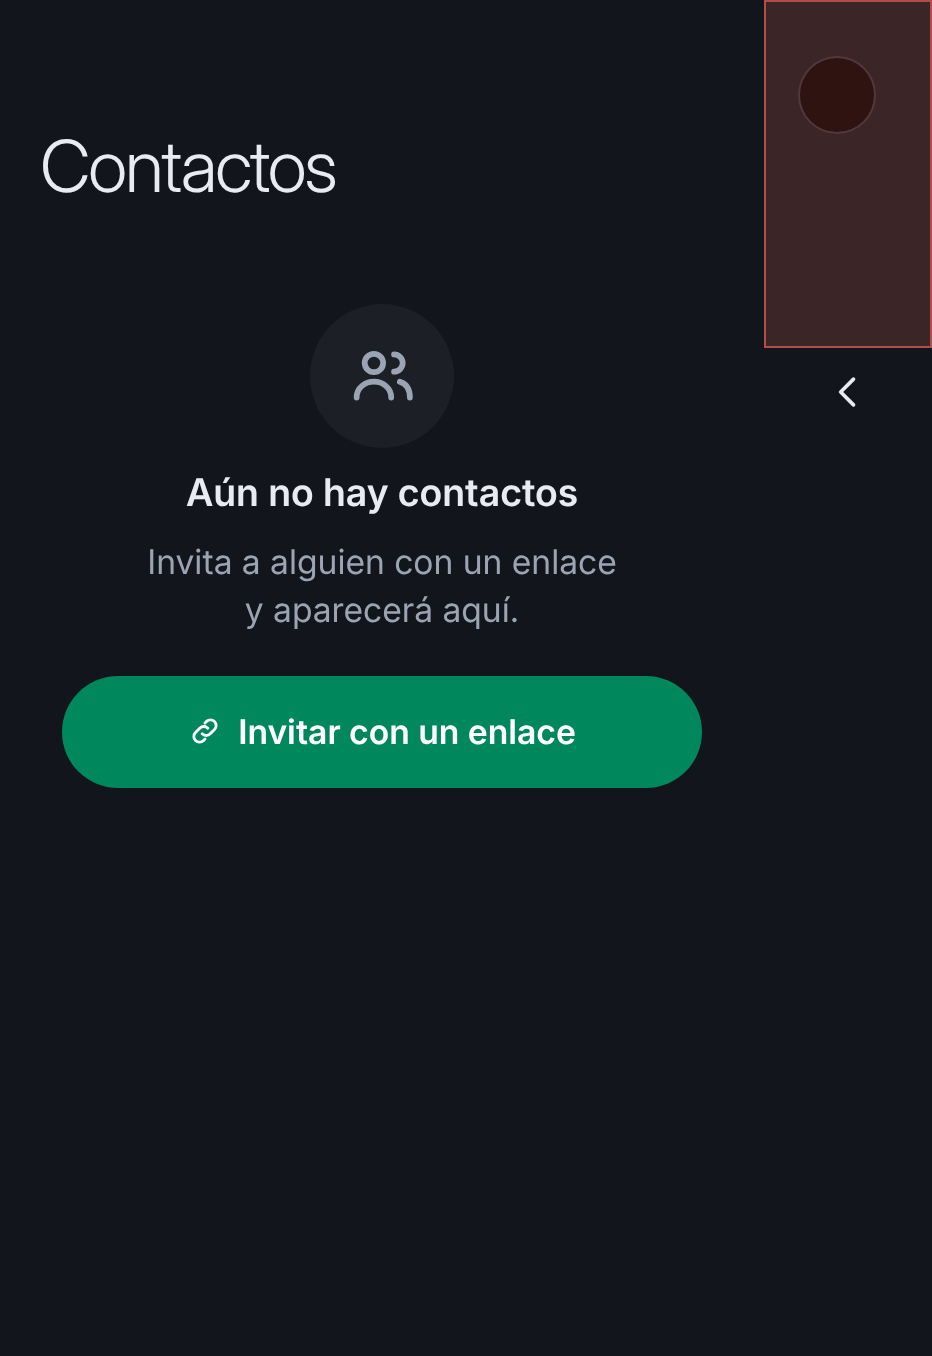 Contactos
Aún no hay contactos
Invita a alguien con un enlace
y aparecerá aquí.
Invitar con un enlace